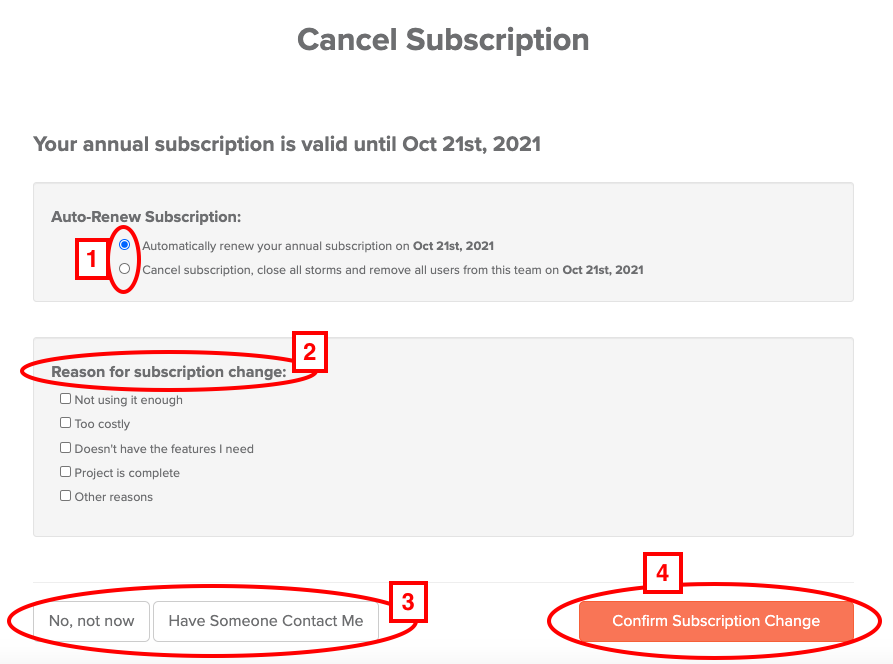 Cancel Subscription
Your annual subscription is valid until Oct 21st, 2021
Auto-Renew Subscription:
1
Automatically renew your annual subscription on Oct 21st, 2021
Cancel subscription, close all storms and remove all users from this team on Oct 21st, 2021
2
Reason for subscription change:
Not using it enough
Too costly
Doesn't have the features I need
Project is complete
Other reasons
3
4
No, not now
Have Someone Contact Me
Confirm Subscription Change